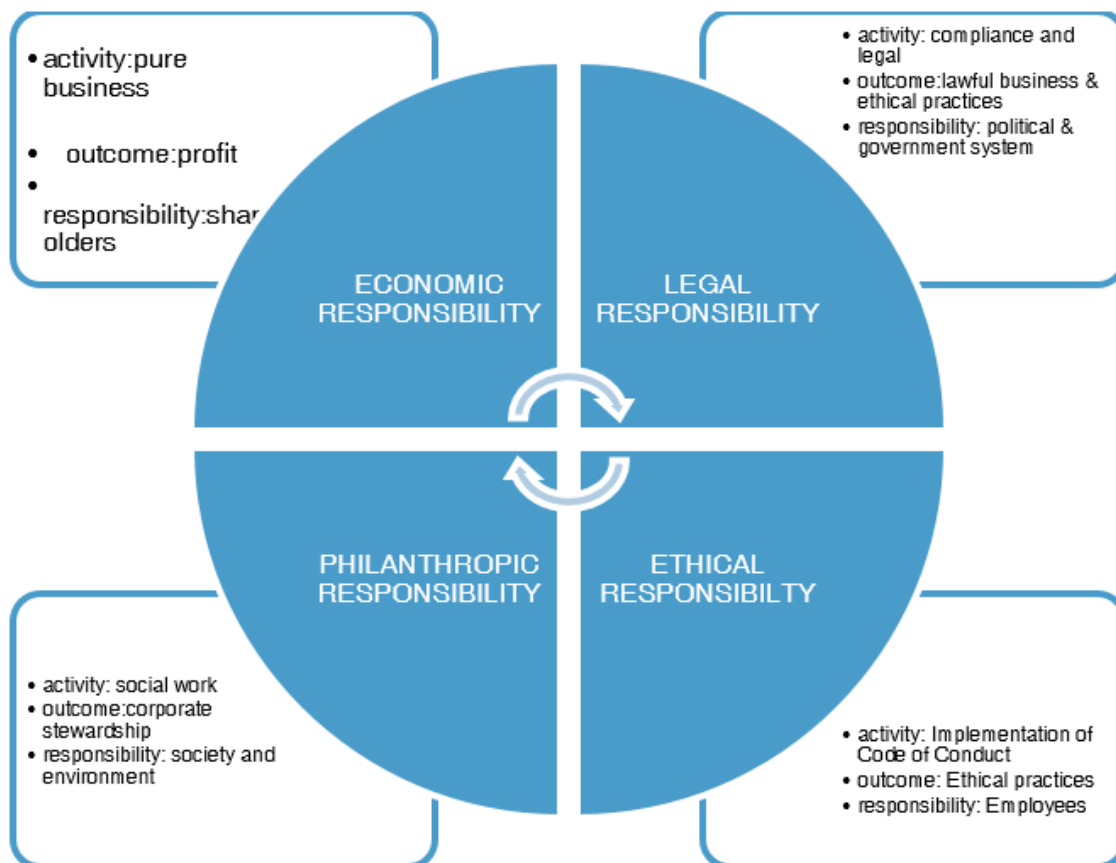 • activity:pure
business
• outcome:profit
•
responsibility:shar
olders
• activity: compliance and
legal
• outcome:lawful business &
ethical practices
• responsibility: political &
government system
ECONOMIC
RESPONSIBILITY
LEGAL
RESPONSIBILITY
PHILANTHROPIC
RESPONSIBILITY
ETHICAL
RESPONSIBILTY
• activity: social work
• outcome:corporate
stewardship
• responsibility: society and
environment
• activity: Implementation of
Code of Conduct
• outcome: Ethical practices
• responsibility: Employees